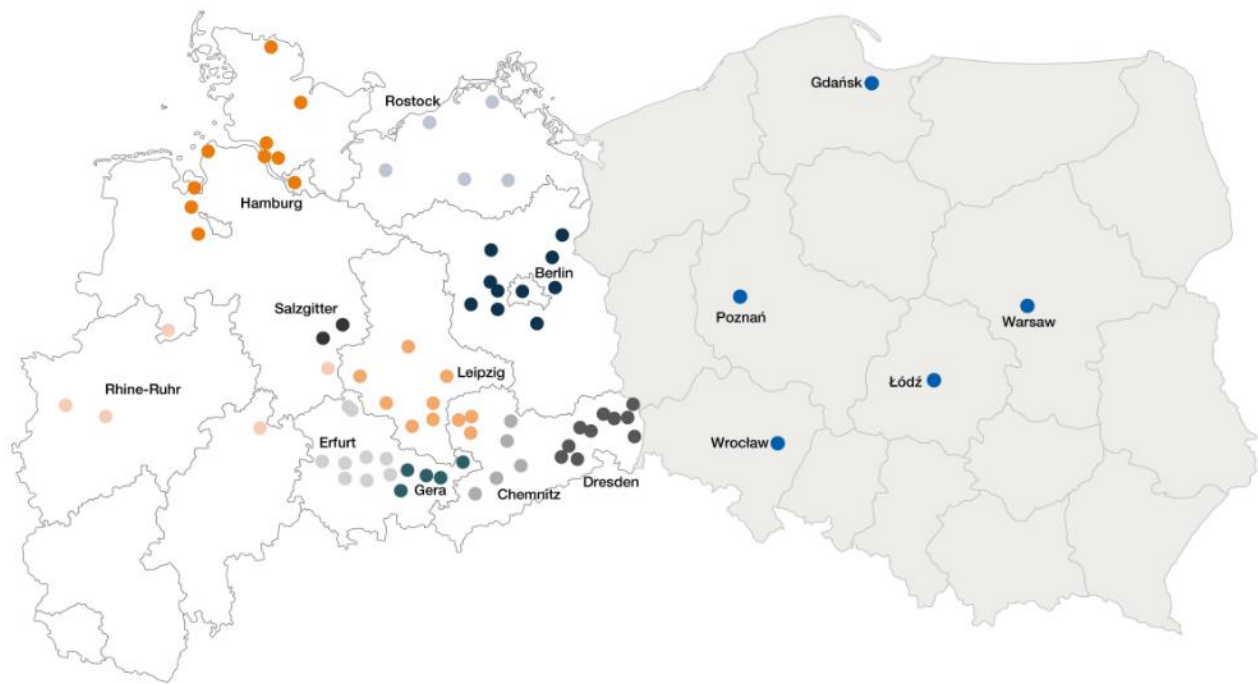 Gdańsk
Rostock
Hamburg
Berlin
Salzgitter
Poznań
Warsaw
Leipzig
Łódź
Rhine-Ruhr
Erfurt
Wrocław
Gera
Chemnitz
Dresden